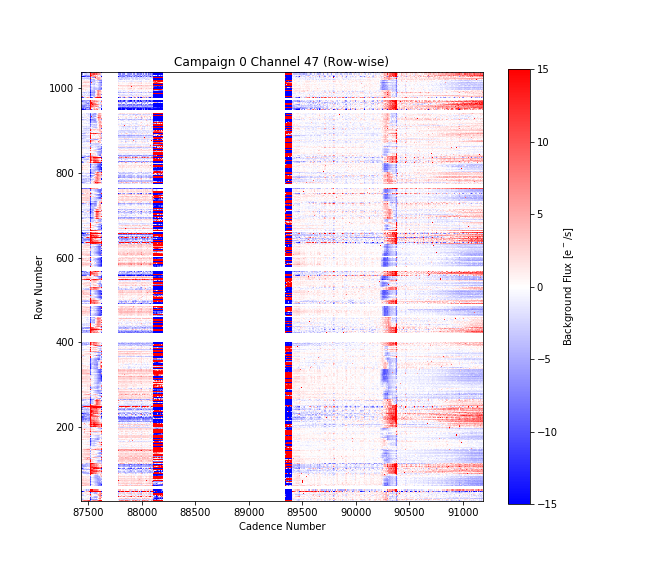 Campaign 0 Channel 47 (Row-wise)
1000
800
600
400
200
Row Number
87500 88000 88500 89000 89500 90000 90500 91000
Cadence Number
15
10
5
0
−5
−10
−15
Background Flux [e⁻/s]